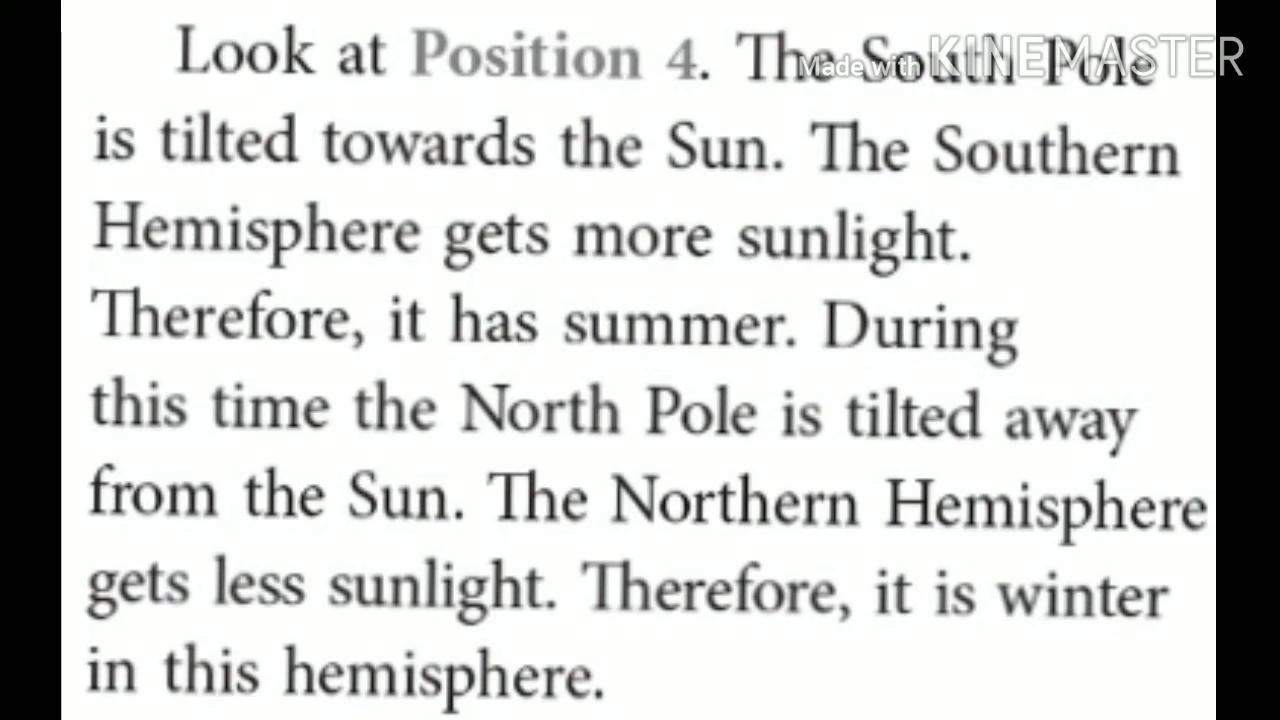 Look at Position 4. The South Pole
Made with KINEMASTER
is tilted towards the Sun. The Southern
Hemisphere gets more sunlight.
Therefore, it has summer. During
this time the North Pole is tilted away
from the Sun. The Northern Hemisphere
gets less sunlight. Therefore, it is winter
in this hemisphere.